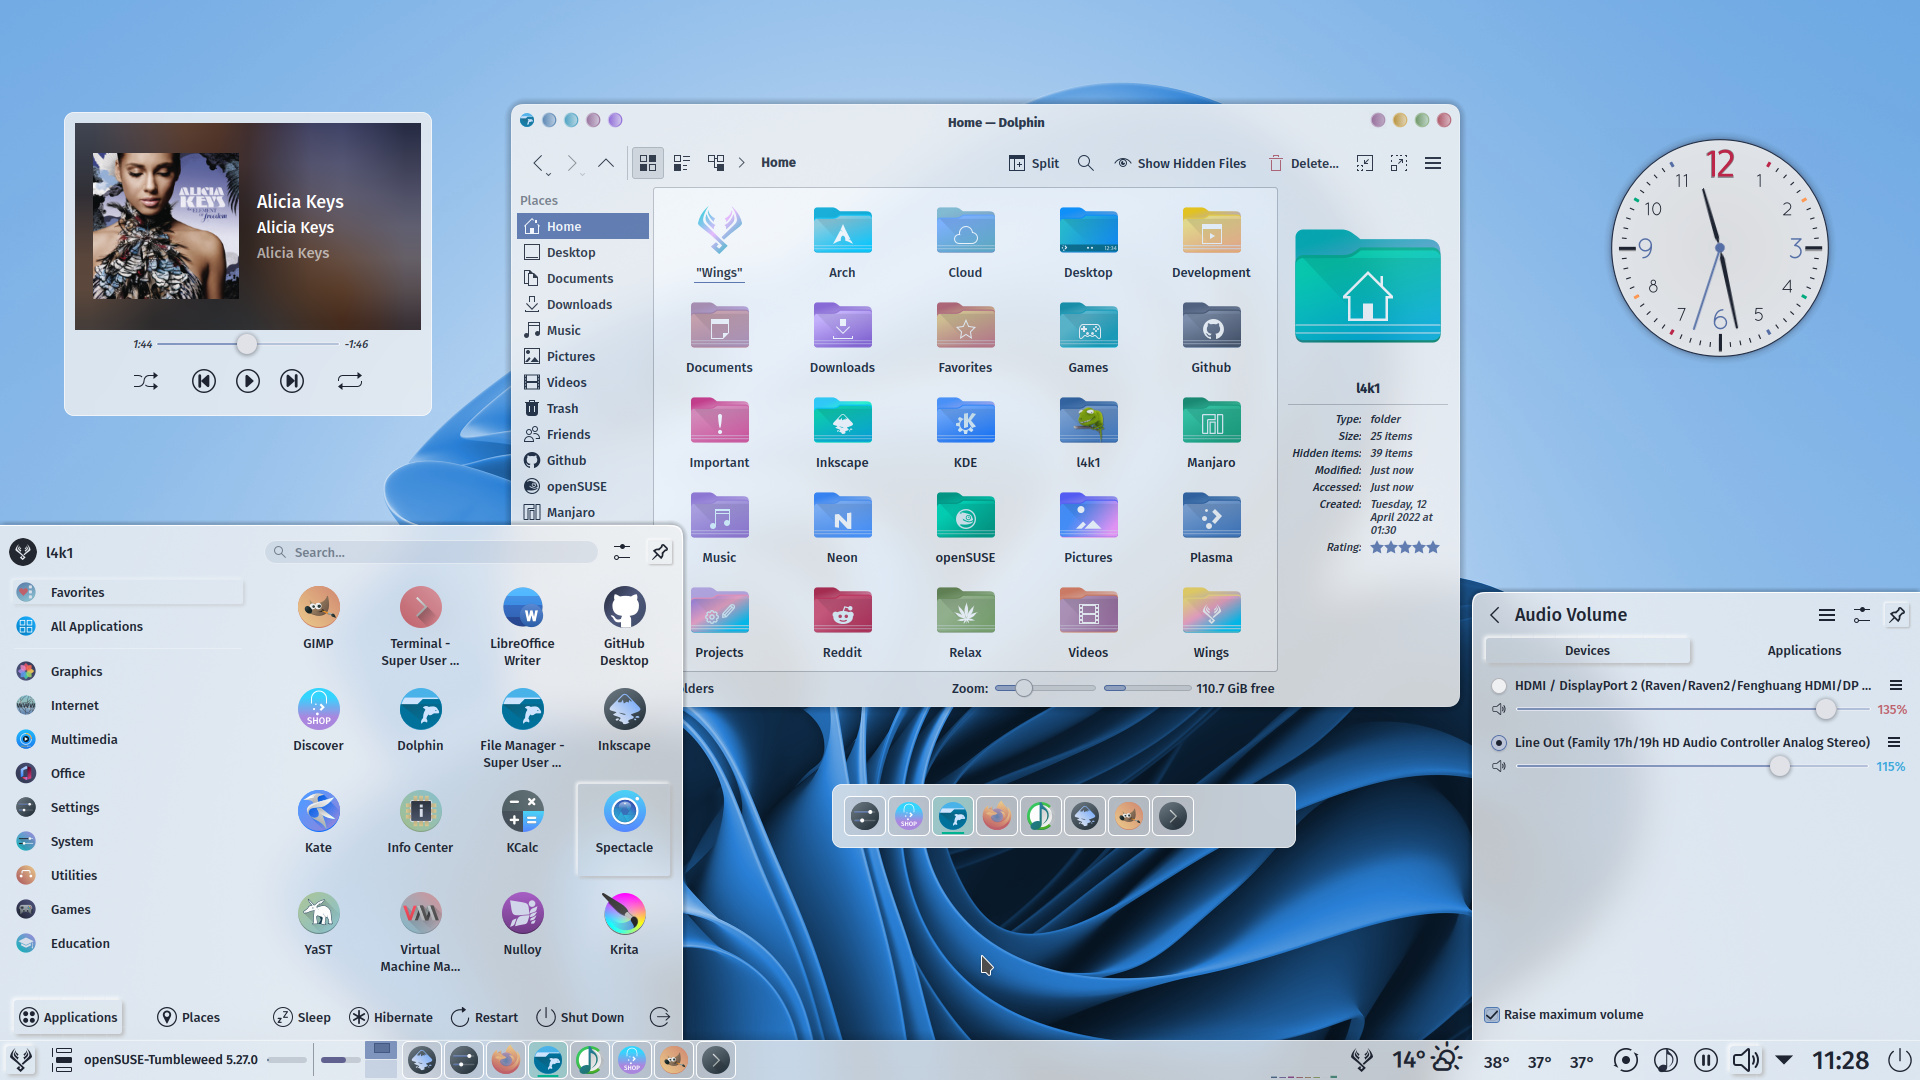 Home — Dolphin
Split
Show Hidden Files
Delete...
Home
Places
Home
Desktop
Documents
Downloads
Music
Pictures
Videos
Trash
Friends
Github
openSUSE
Manjaro
"Wings"
Arch
Cloud
Desktop
Development
Documents
Downloads
Favorites
Games
Github
Important
Inkscape
KDE
l4k1
Manjaro
Music
Neon
openSUSE
Pictures
Plasma
Projects
Reddit
Relax
Videos
Wings
lders
Zoom:
110.7 GiB free
l4k1
Type: folder
Size: 25 items
Hidden items: 39 items
Modified: Just now
Accessed: Just now
Created: Tuesday, 12
April 2022 at
01:30
Rating:
ALICIA
KEYS
Alicia Keys
Alicia Keys
Alicia Keys
1:44
-1:46
12
1
2
3
4
5
6
7
8
9
10
11
l4k1
Search...
Favorites
All Applications
Graphics
Internet
Multimedia
Office
Settings
System
Utilities
Games
Education
GIMP
Terminal -
Super User ...
LibreOffice
Writer
GitHub
Desktop
SHOP
Discover
Dolphin
File Manager -
Super User ...
Inkscape
Kate
Info Center
KCalc
Spectacle
YaST
Virtual
Machine Ma...
Nulloy
Krita
Applications
Places
Sleep
Hibernate
Restart
Shut Down
SHOP
Audio Volume
Devices
Applications
HDMI / DisplayPort 2 (Raven/Raven2/Fenghuang HDMI/DP ...
135%
Line Out (Family 17h/19h HD Audio Controller Analog Stereo)
115%
Raise maximum volume
openSUSE-Tumbleweed 5.27.0
SHOP
14°
38°
37°
37°
11:28